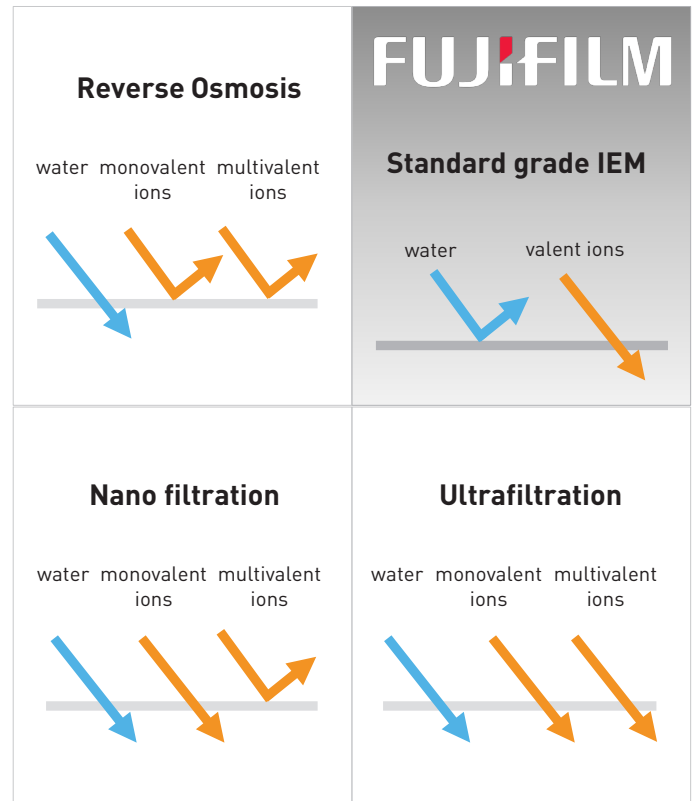 Reverse Osmosis
water monovalent multivalent
ions ions
FUJIFILM
Standard grade IEM
water valent ions
Nano filtration
water monovalent multivalent
ions ions
Ultrafiltration
water monovalent multivalent
ions ions